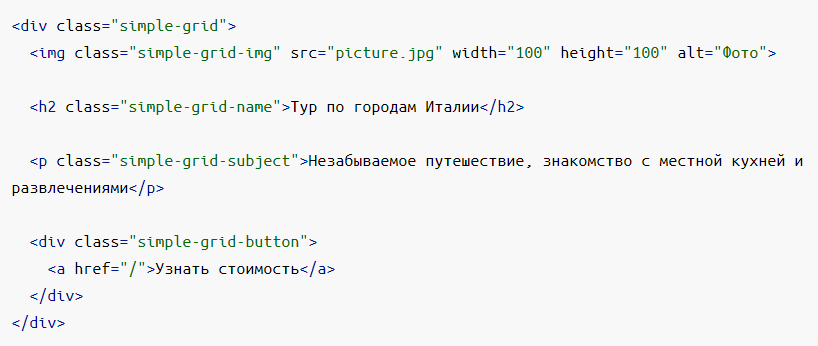 <div class="simple-grid">
<img class="simple-grid-img" src="picture.jpg" width="100" height="100" alt="Фото">
<h2 class="simple-grid-name">Тур по городам Италии</h2>
<p class="simple-grid-subject">Незабываемое путешествие, знакомство с местной кухней и
развлечениями</p>
<div class="simple-grid-button">
<a href="/">Узнать стоимость</a>
</div>
</div>